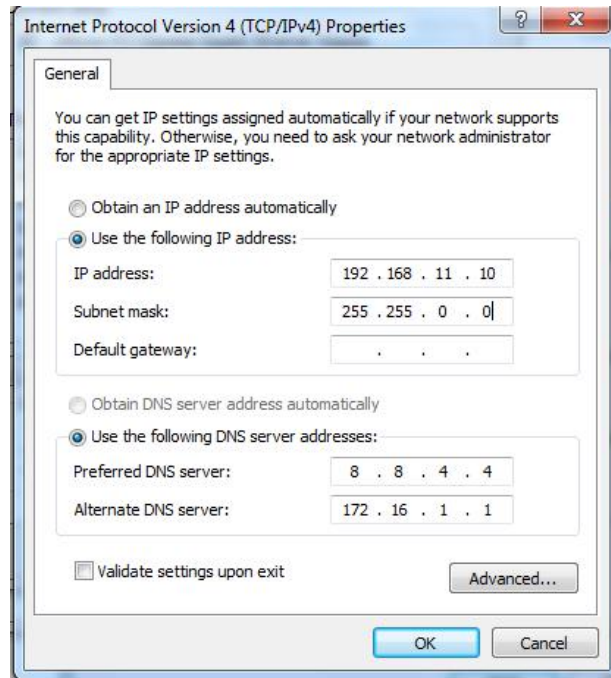 Internet Protocol Version 4 (TCP/IPv4) Properties
General
You can get IP settings assigned automatically if your network supports
this capability. Otherwise, you need to ask your network administrator
for the appropriate IP settings.
Obtain an IP address automatically
Use the following IP address:
IP address: 192 . 168 . 11 . 10
Subnet mask: 255 . 255 . 0 . 0
Default gateway: . . .
Obtain DNS server address automatically
Use the following DNS server addresses:
Preferred DNS server: 8 . 8 . 4 . 4
Alternate DNS server: 172 . 16 . 1 . 1
Validate settings upon exit
Advanced...
OK Cancel